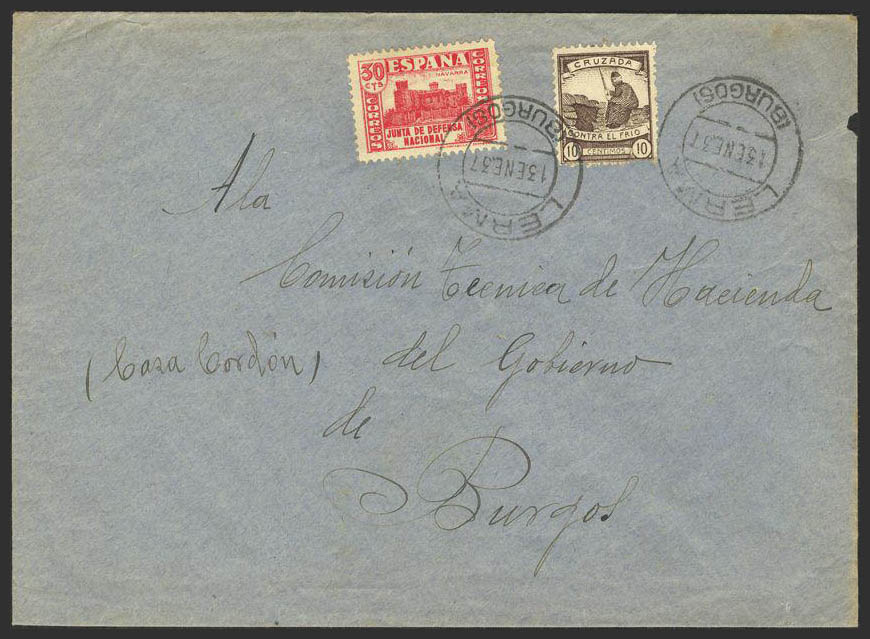 30 ESPAÑA CORREOS
CTS NAVARRA
CORREOS
JUNTA DE DEFENSA
NACIONAL
CRUZADA
CONTRA EL FRIO
10 CENTIMOS 10
LERMA
13 ENE 37
(BURGOS)
LERMA
13 ENE 37
(BURGOS)
A la
Comisión Tecnica de Hacienda
(Casa Cordón) del Gobierno
de
Burgos